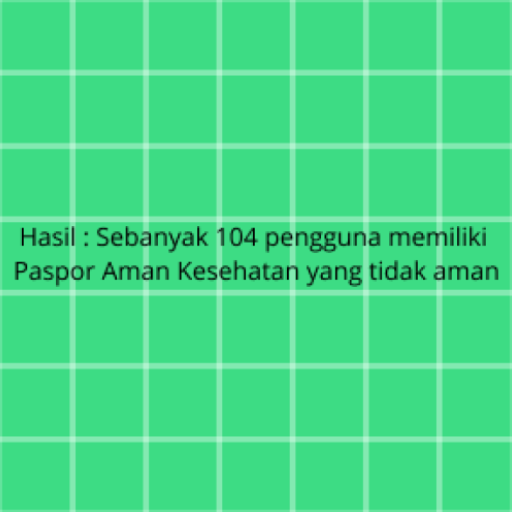 Hasil : Sebanyak 104 pengguna memiliki
Paspor Aman Kesehatan yang tidak aman